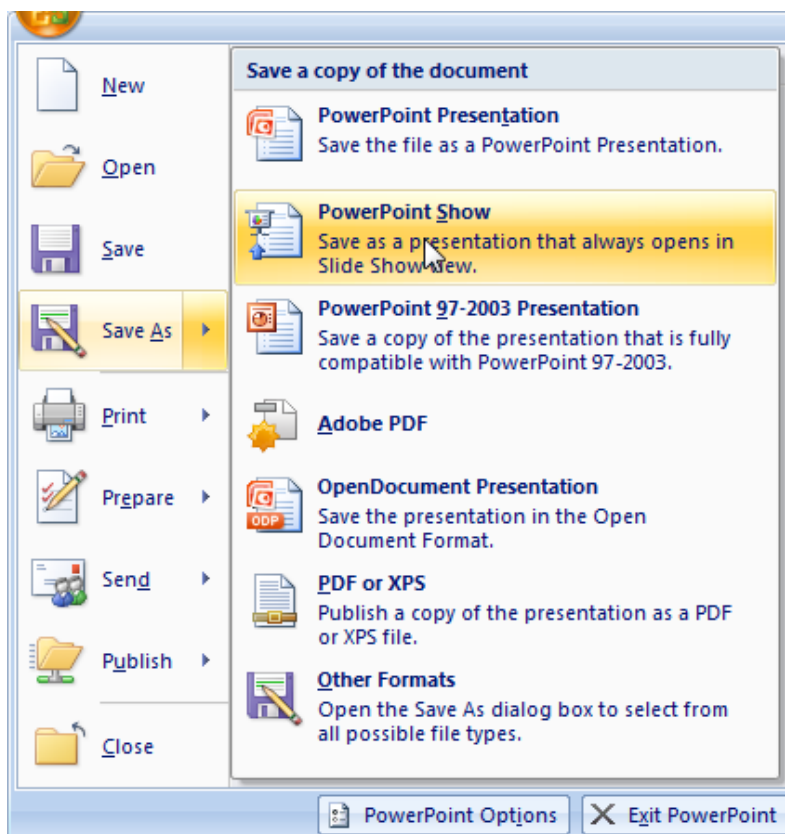 New
Open
Save
Save As
Print
Prepare
Send
Publish
Close
Save a copy of the document
PowerPoint Presentation
Save the file as a PowerPoint Presentation.
PowerPoint Show
Save as a presentation that always opens in
Slide Show View.
PowerPoint 97-2003 Presentation
Save a copy of the presentation that is fully
compatible with PowerPoint 97-2003.
Adobe PDF
OpenDocument Presentation
ODP
Save the presentation in the Open
Document Format.
PDF or XPS
Publish a copy of the presentation as a PDF
or XPS file.
Other Formats
Open the Save As dialog box to select from
all possible file types.
PowerPoint Options
Exit PowerPoint